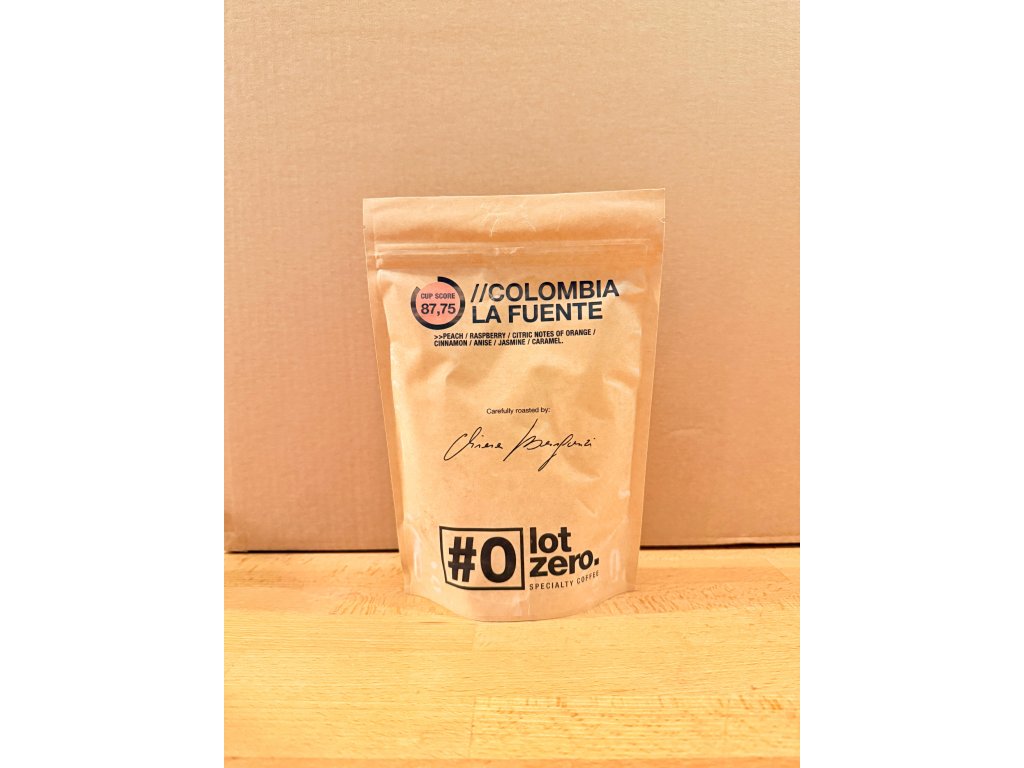 CUP SCORE
87,75
//COLOMBIA
LA FUENTE
>>PEACH / RASPBERRY / CITRIC NOTES OF ORANGE /
CINNAMON / ANISE / JASMINE / CARAMEL.
Carefully roasted by:
#0
lot
zero.
SPECIALTY COFFEE